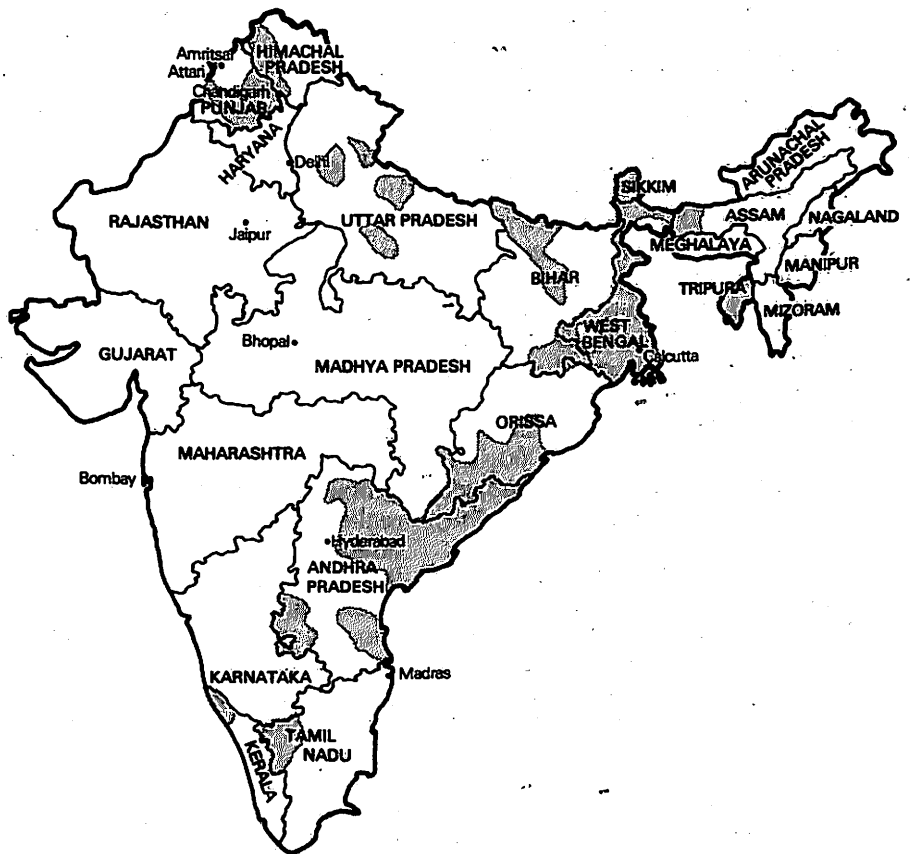 HIMACHAL
PRADESH
Amritsar
Attari
Chandigarh
PUNJAB
HARYANA
Delhi
ARUNACHAL
PRADESH
SIKKIM
RAJASTHAN
Jaipur
UTTAR PRADESH
ASSAM
NAGALAND
MEGHALAYA
MANIPUR
BIHAR
TRIPURA
MIZORAM
WEST
BENGAL
Calcutta
GUJARAT
Bhopal
MADHYA PRADESH
ORISSA
MAHARASHTRA
Bombay
Hyderabad
ANDHRA
PRADESH
KARNATAKA
Madras
TAMIL
NADU
KERALA